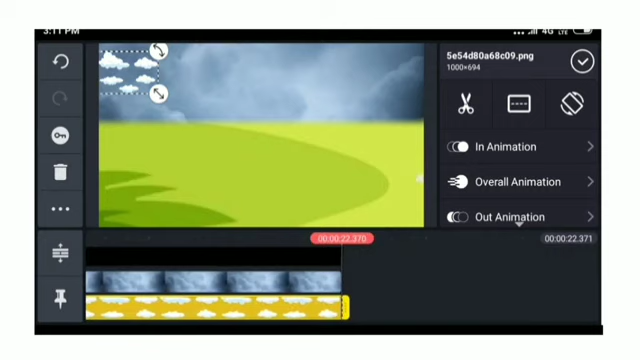 3:11 PM
4G LTE
5e54d80a68c09.png
1000×694
In Animation
Overall Animation
Out Animation
00:00:22.370
00:00:22.371